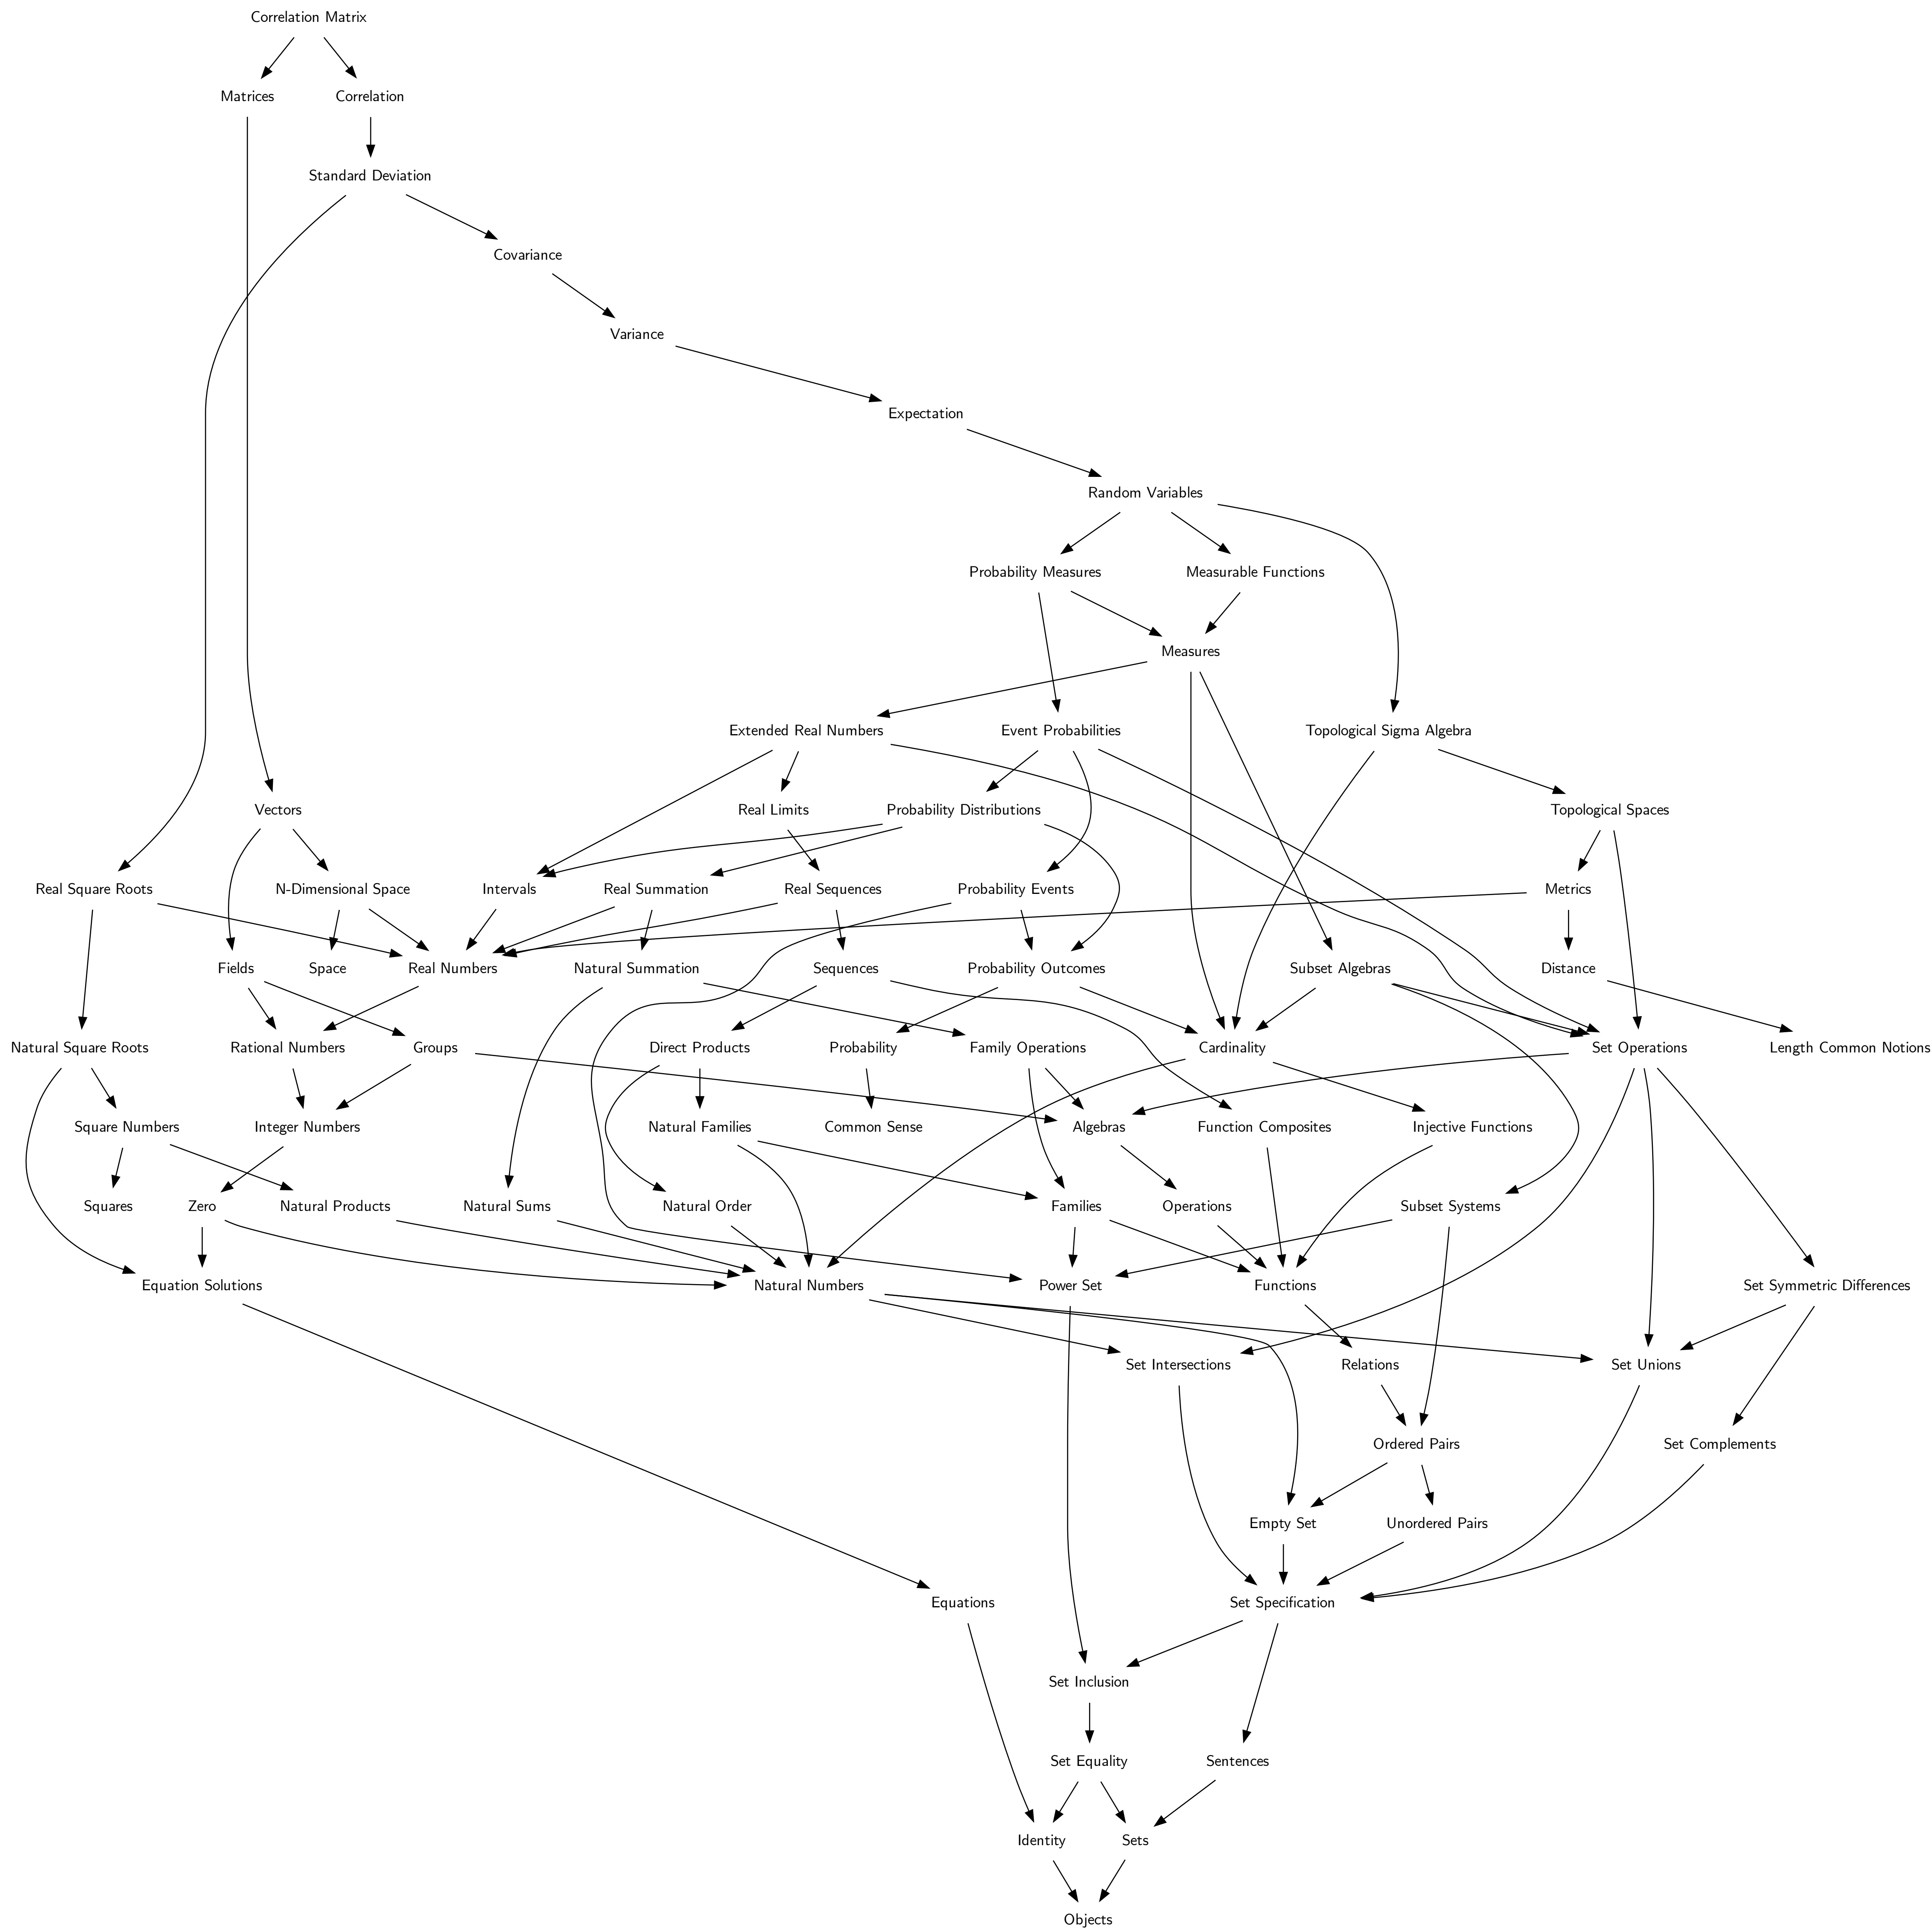 Correlation Matrix
Matrices
Correlation
Standard Deviation
Covariance
Variance
Expectation
Random Variables
Probability Measures
Measurable Functions
Measures
Extended Real Numbers
Event Probabilities
Topological Sigma Algebra
Vectors
Real Limits
Probability Distributions
Topological Spaces
Real Square Roots
N-Dimensional Space
Intervals
Real Summation
Real Sequences
Probability Events
Metrics
Fields
Space
Real Numbers
Natural Summation
Sequences
Probability Outcomes
Subset Algebras
Distance
Natural Square Roots
Rational Numbers
Groups
Direct Products
Probability
Family Operations
Cardinality
Set Operations
Length Common Notions
Square Numbers
Integer Numbers
Natural Families
Common Sense
Algebras
Function Composites
Injective Functions
Squares
Zero
Natural Products
Natural Sums
Natural Order
Families
Operations
Subset Systems
Equation Solutions
Natural Numbers
Power Set
Functions
Set Symmetric Differences
Set Intersections
Relations
Set Unions
Ordered Pairs
Set Complements
Empty Set
Unordered Pairs
Equations
Set Specification
Set Inclusion
Set Equality
Sentences
Identity
Sets
Objects